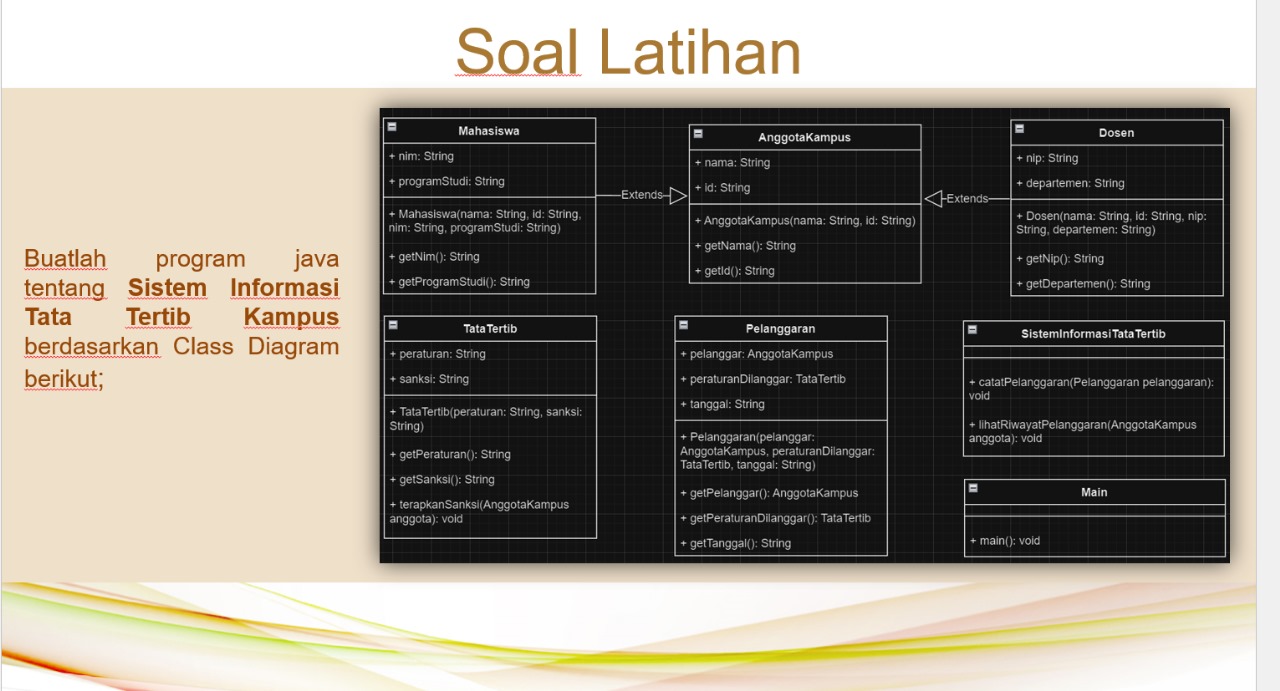 Soal Latihan
Buatlah program java
tentang Sistem Informasi
Tata Tertib Kampus
berdasarkan Class Diagram
berikut;
Mahasiswa
+ nim: String
+ programStudi: String
+ Mahasiswa(nama: String, id: String,
nim: String, programStudi: String)
+ getNim(): String
+ getProgramStudi(): String
Extends
AnggotaKampus
+ nama: String
+ id: String
+ AnggotaKampus(nama: String, id: String)
+ getNama(): String
+ getId(): String
Extends
Dosen
+ nip: String
+ departemen: String
+ Dosen(nama: String, id: String, nip:
String, departemen: String)
+ getNip(): String
+ getDepartemen(): String
TataTertib
+ peraturan: String
+ sanksi: String
+ TataTertib(peraturan: String, sanksi:
String)
+ getPeraturan(): String
+ getSanksi(): String
+ terapkanSanksi(AnggotaKampus
anggota): void
Pelanggaran
+ pelanggar: AnggotaKampus
+ peraturanDilanggar: TataTertib
+ tanggal: String
+ Pelanggaran(pelanggar:
AnggotaKampus, peraturanDilanggar:
TataTertib, tanggal: String)
+ getPelanggar(): AnggotaKampus
+ getPeraturanDilanggar(): TataTertib
+ getTanggal(): String
SistemInformasiTataTertib
+ catatPelanggaran(Pelanggaran pelanggaran):
void
+ lihatRiwayatPelanggaran(AnggotaKampus
anggota): void
Main
+ main(): void